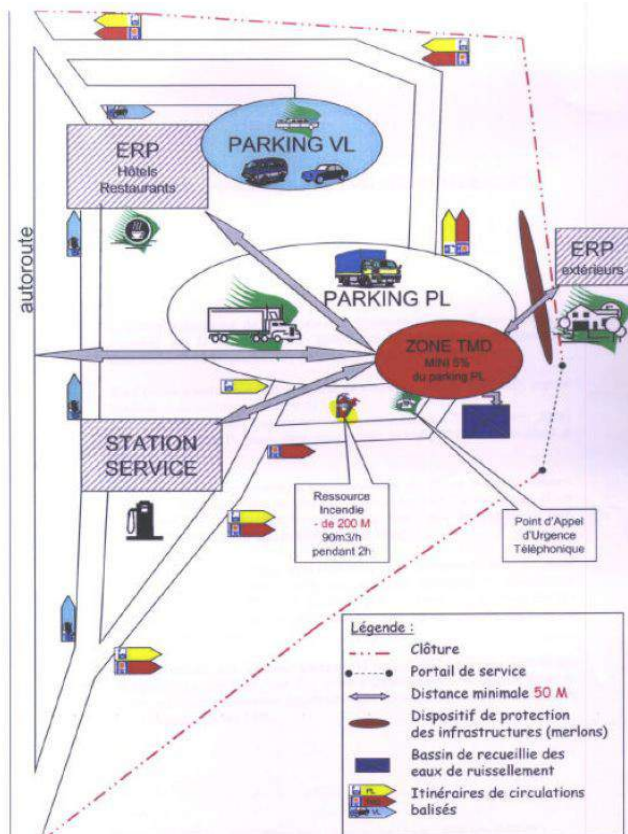 autoroute
ERP
Hôtels
Restaurants
PARKING VL
PARKING PL
ERP
extérieurs
ZONE TMD
MINI 5%
du parking PL
STATION
SERVICE
Ressource
Incendie
- de 200 M
90m3/h
pendant 2h
Point d'Appel
d'Urgence
Téléphonique
Légende :
Clôture
Portail de service
Distance minimale 50 M
Dispositif de protection
des infrastructures (merlons)
Bassin de recueillie des
eaux de ruissellement
PL
VL
Itinéraires de circulations
balisés